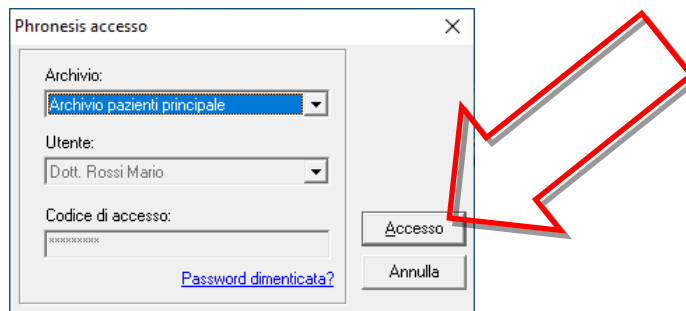 Phronesis accesso
Archivio:
Archivio pazienti principale
Utente:
Dott. Rossi Mario
Codice di accesso:
×××××××××
Password dimenticata?
Accesso
Annulla